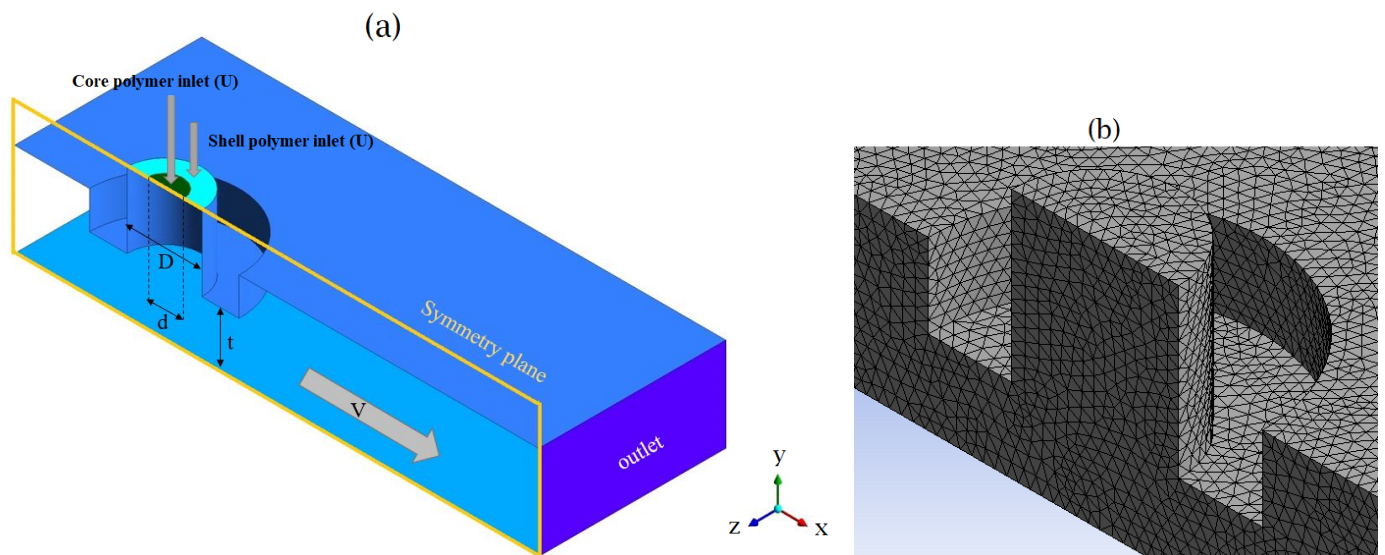 (a)
Core polymer inlet (U)
Shell polymer inlet (U)
D
d
t
Symmetry plane
V
outlet
y
z
x
(b)